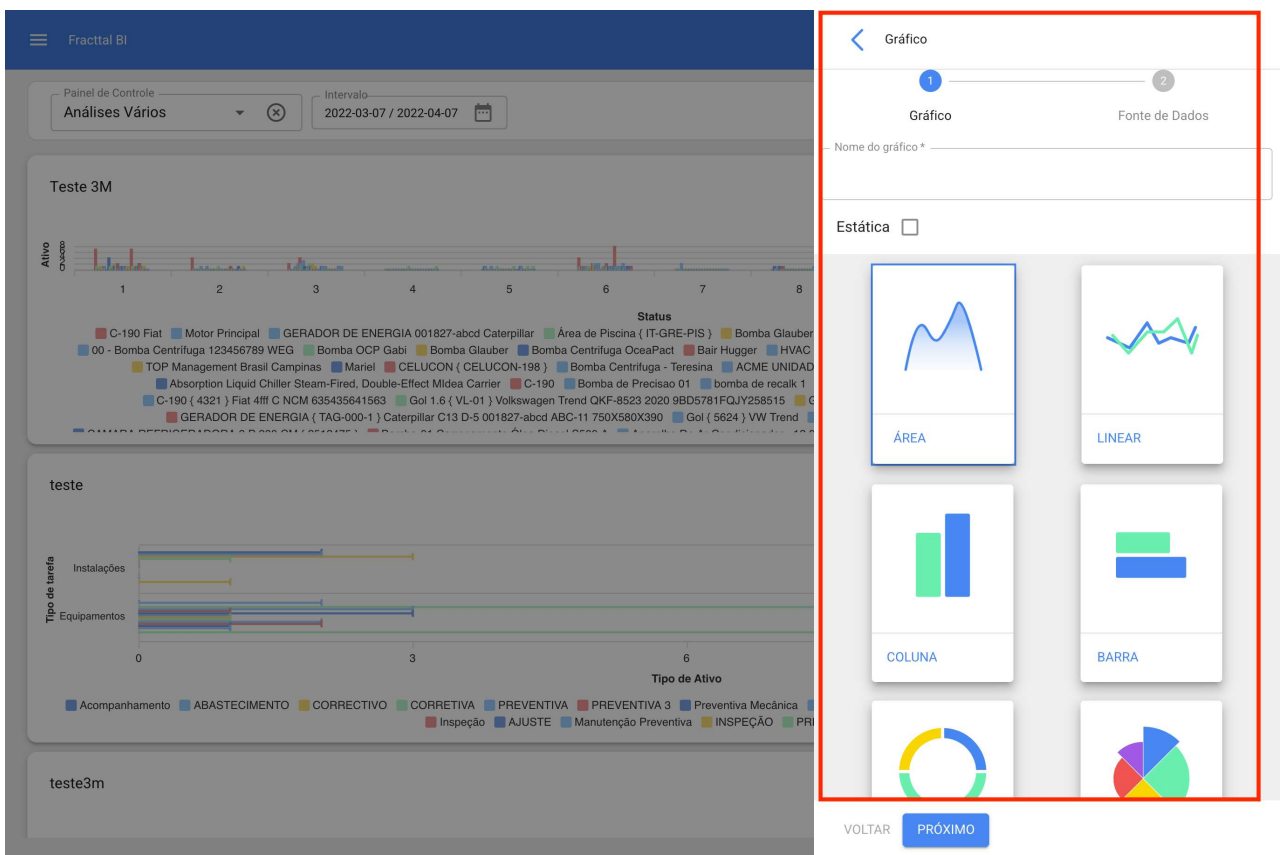 Fracttal BI
Painel de Controle
Análises Vários
Intervalo
2022-03-07 / 2022-04-07
Teste 3M
Ativo
1 2 3 4 5 6 7 8
Status
C-190 Fiat Motor Principal GERADOR DE ENERGIA 001827-abcd Caterpillar Área de Piscina { IT-GRE-PIS } Bomba Glauber
00 - Bomba Centrifuga 123456789 WEG Bomba OCP Gabi Bomba Glauber Bomba Centrifuga OceaPact Bair Hugger HVAC
TOP Management Brasil Campinas Mariel CELUCON { CELUCON-198 } Bomba Centrifuga - Teresina ACME UNIDAD
Absorption Liquid Chiller Steam-Fired, Double-Effect MIdea Carrier C-190 Bomba de Precisao 01 bomba de recalk 1
C-190 { 4321 } Fiat 4fff C NCM 635435641563 Gol 1.6 { VL-01 } Volkswagen Trend QKF-8523 2020 9BD5781FQJY258515 G
GERADOR DE ENERGIA { TAG-000-1 } Caterpillar C13 D-5 001827-abcd ABC-11 750X580X390 Gol { 5624 } VW Trend
teste
Tipo de tarefa
Instalações
Equipamentos
0 3 6
Tipo de Ativo
Acompanhamento ABASTECIMENTO CORRECTIVO CORRETIVA PREVENTIVA PREVENTIVA 3 Preventiva Mecânica
Inspeção AJUSTE Manutenção Preventiva INSPEÇÃO PRE
teste3m
Gráfico
1 2
Gráfico Fonte de Dados
Nome do gráfico *
Estática
ÁREA LINEAR
COLUNA BARRA
VOLTAR PRÓXIMO